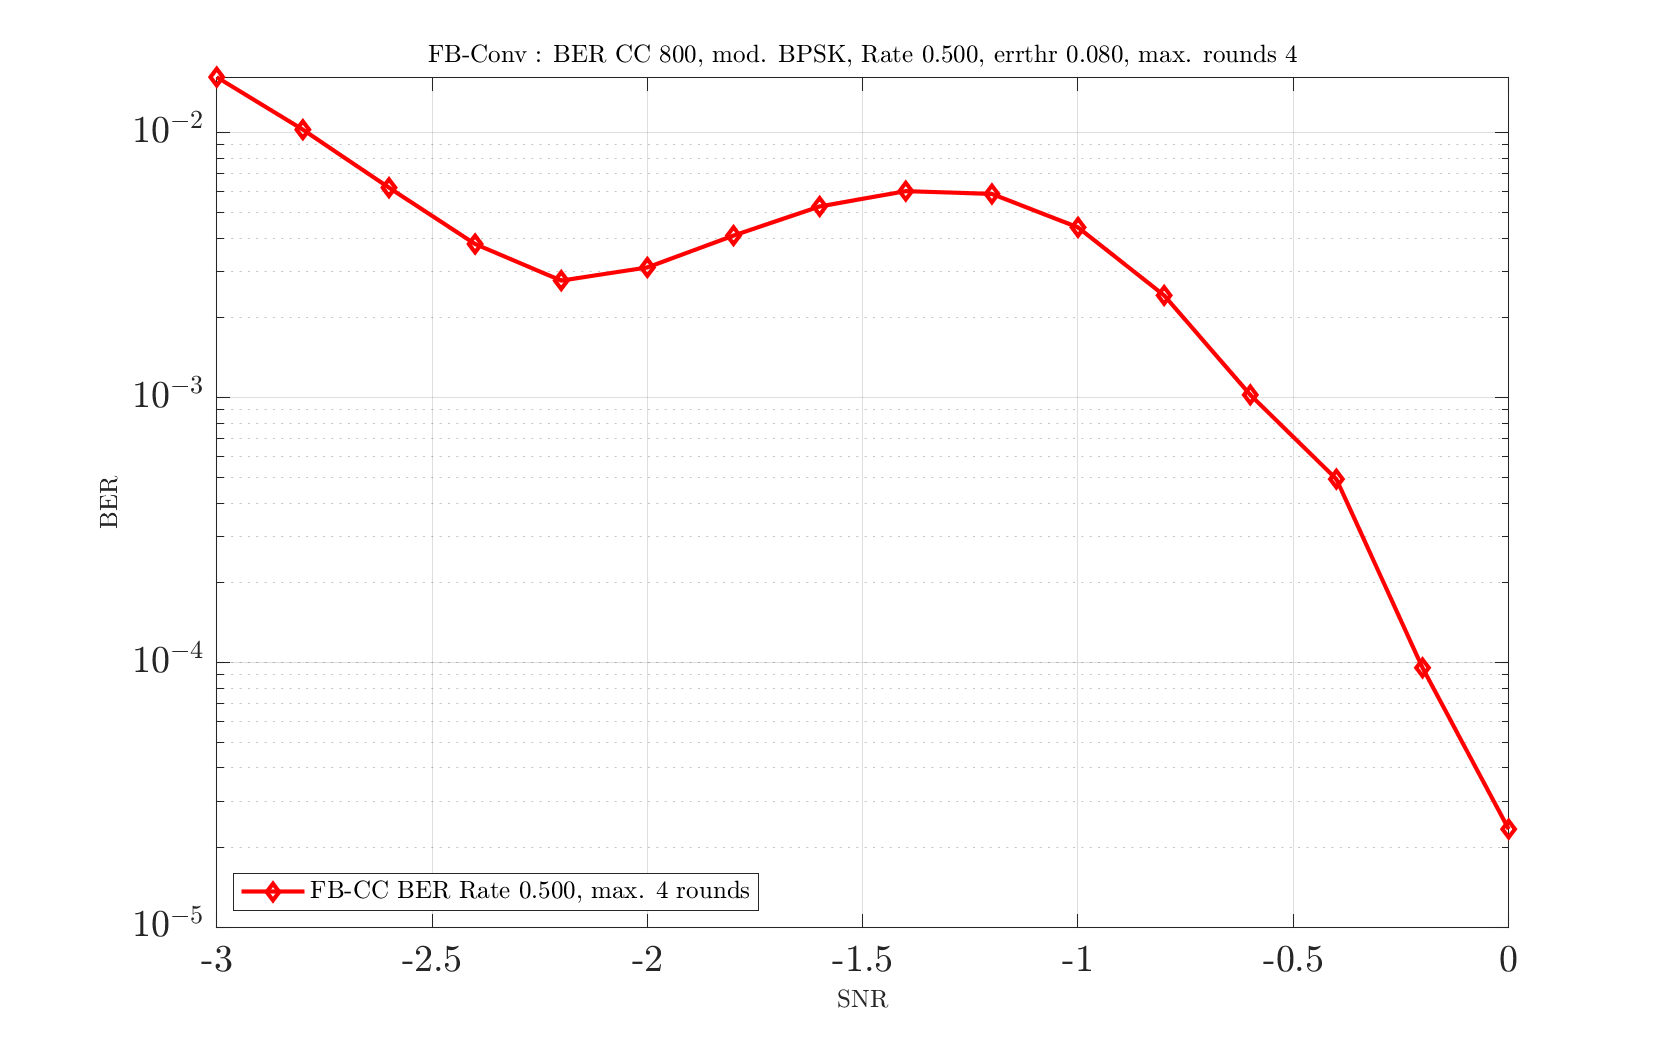 FB-Conv : BER CC 800, mod. BPSK, Rate 0.500, errthr 0.080, max. rounds 4
10⁻²
10⁻³
10⁻⁴
10⁻⁵
BER
FB-CC BER Rate 0.500, max. 4 rounds
-3 -2.5 -2 -1.5 -1 -0.5 0
SNR